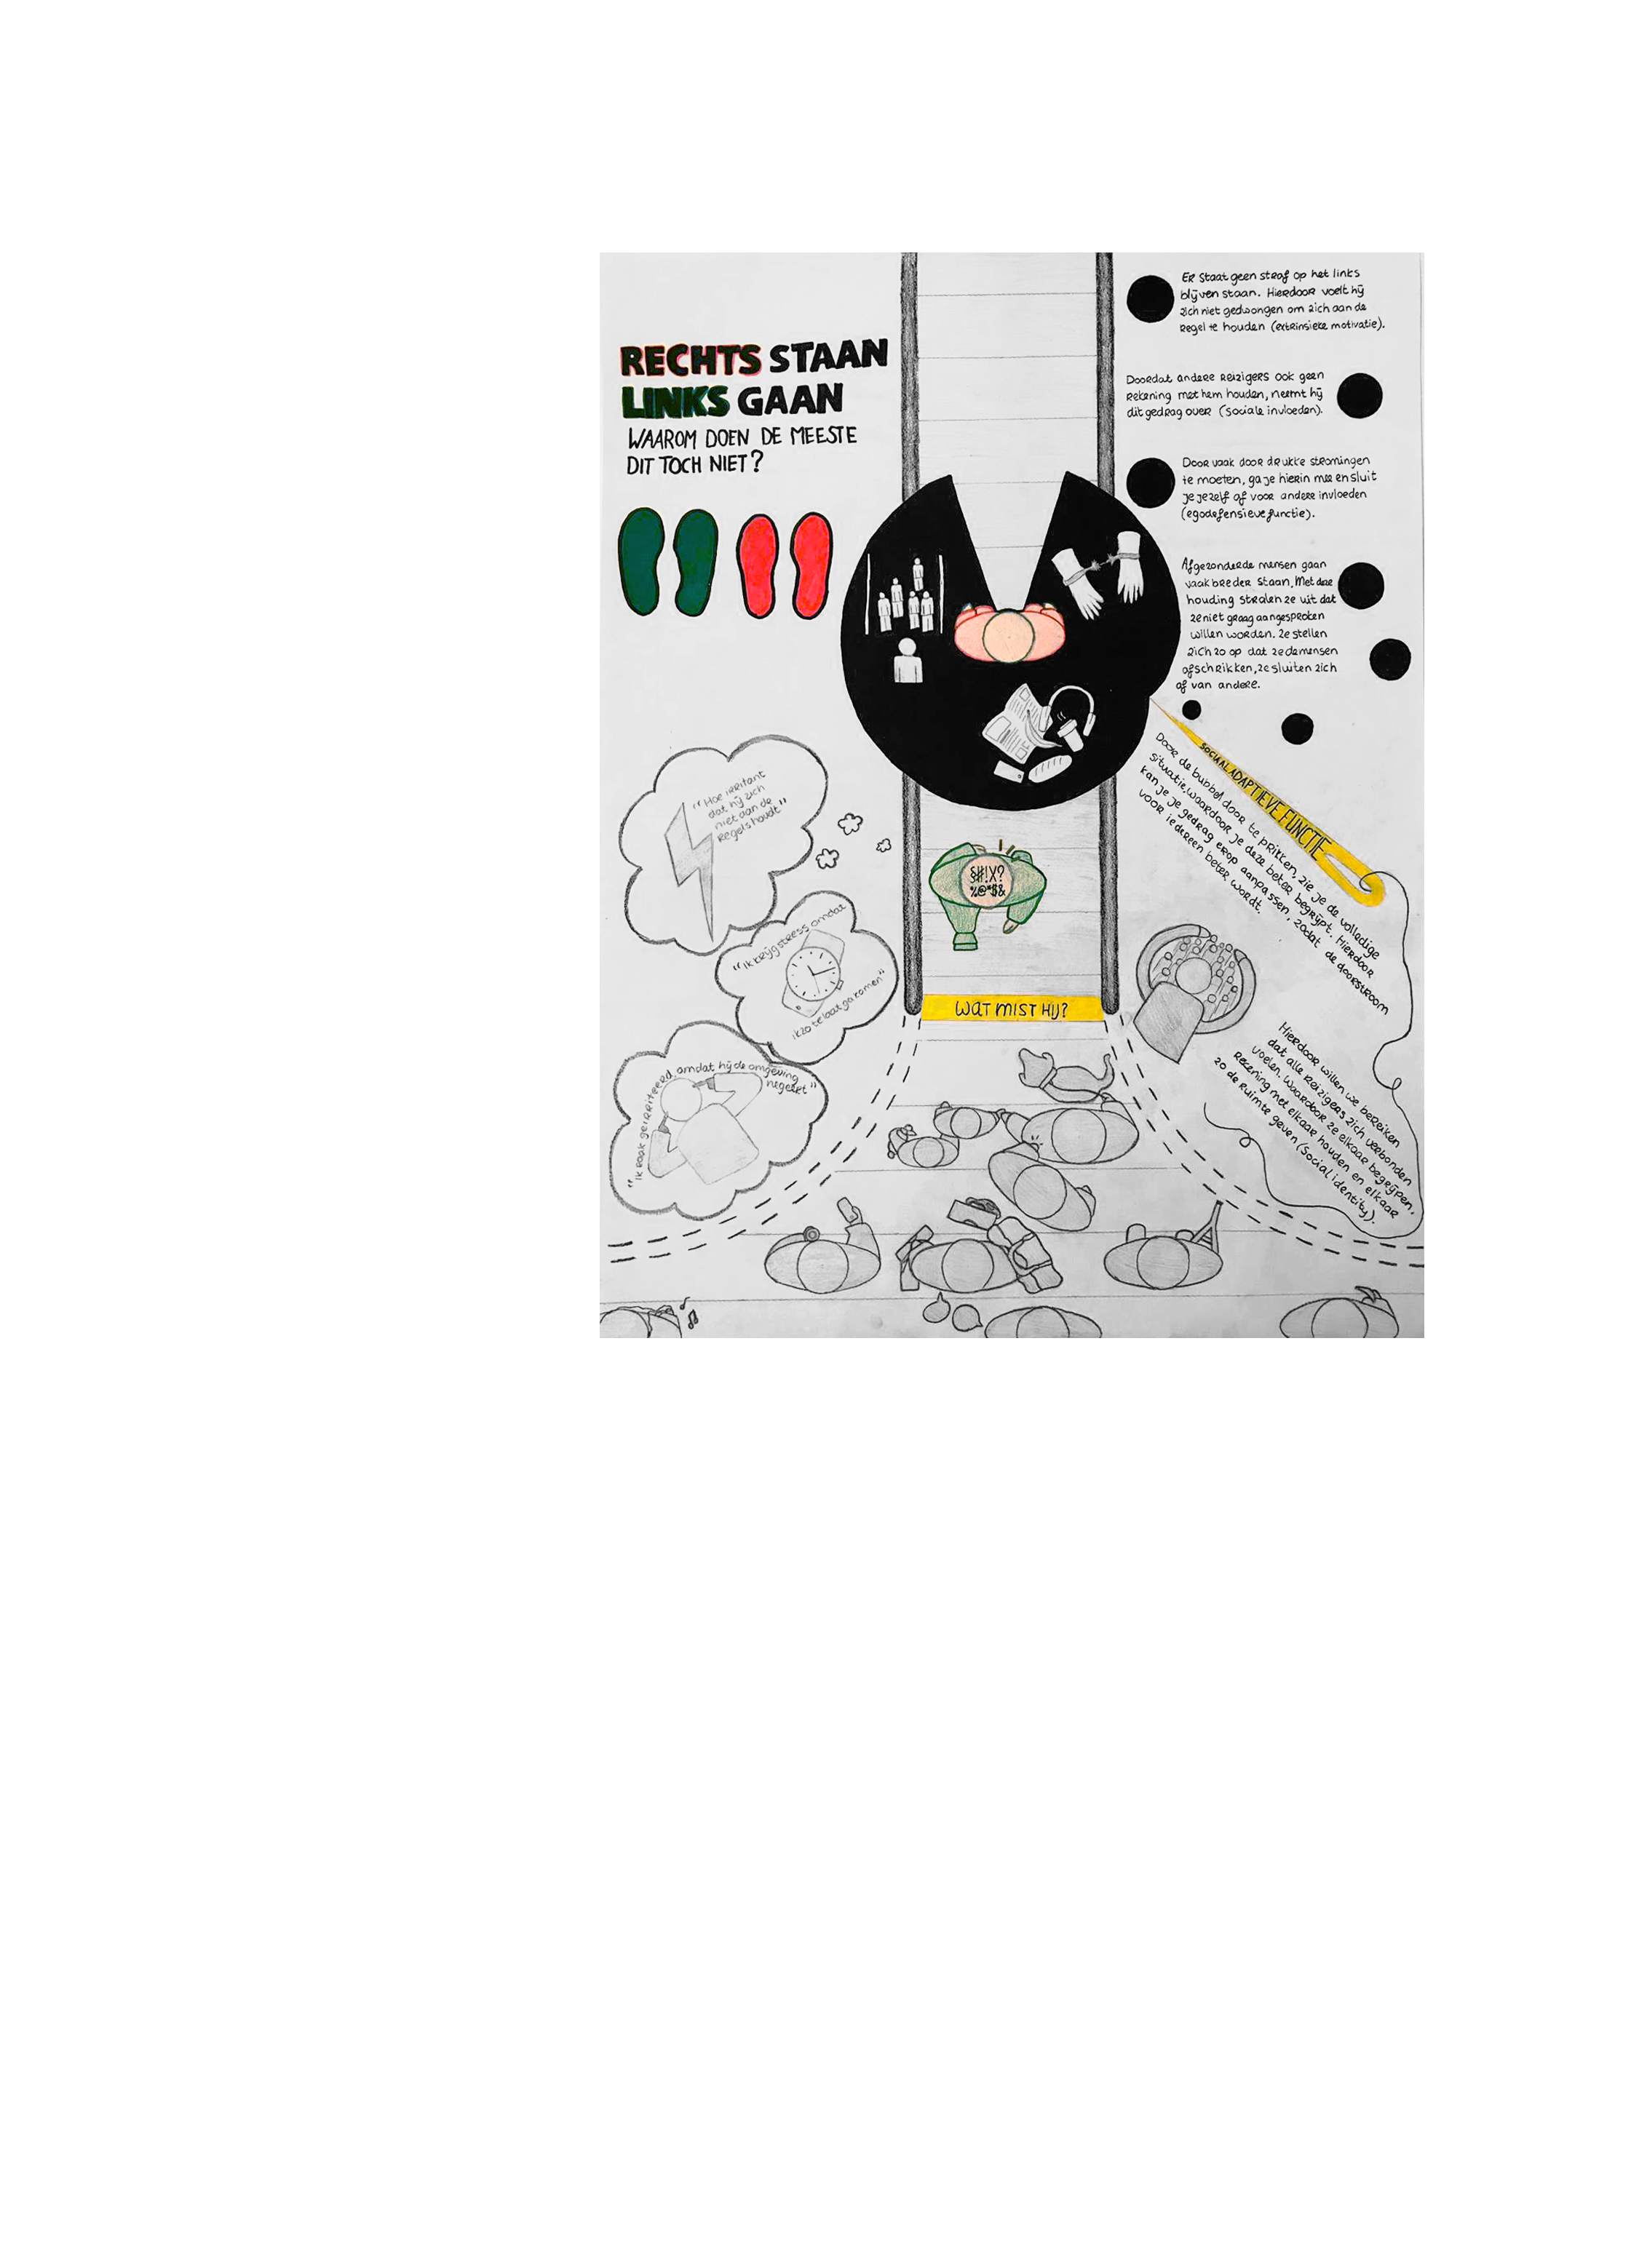 RECHTS STAAN
LINKS GAAN
WAAROM DOEN DE MEESTE
DIT TOCH NIET?
Er staat geen straf op het links
blijven staan. Hierdoor voelt hij
zich niet gedwongen om zich aan de
regel te houden (extrinsieke motivatie).
Doordat andere reizigers ook geen
rekening met hem houden, neemt hij
dit gedrag over (sociale invloeden).
Door vaak door drukke stromingen
te moeten, ga je hierin mee en sluit
je jezelf af voor andere invloeden
(egodefensieve functie).
Afgezonderde mensen gaan
vaak breder staan, Met deze
houding stralen ze uit dat
ze niet graag aangesproken
willen worden. Ze stellen
zich zo op dat ze de mensen
afschrikken, ze sluiten zich
af van andere.
SOCIAAL ADAPTIEVE FUNCTIE
Door de bubbel door te prikken, zie je de volledige
situatie, waardoor je deze beter begrijpt. Hierdoor
kan je je gedrag erop aanpassen, zodat de doorstroom
voor iedereen beter wordt.
"Hoe irritant
dat hij zich
niet aan de
regels houdt"
"Ik krijg stress omdat
ik zo te laat ga komen"
"Ik raak geirriteerd, omdat hij de omgeving
negeert"
§#!X?
%@*$&
WAT MIST HIJ?
Hierdoor willen we bereiken
dat alle reizigers zich verbonden
voelen. Waardoor ze elkaar begrijpen,
rekening met elkaar houden en elkaar
zo de ruimte geven (Social identity).